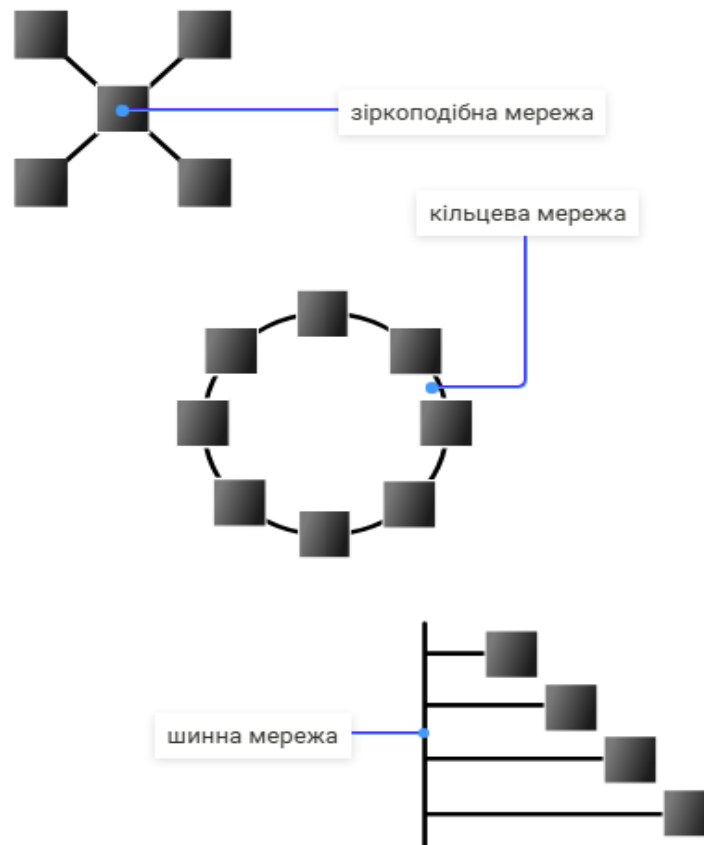 зіркоподібна мережа
кільцева мережа
шинна мережа